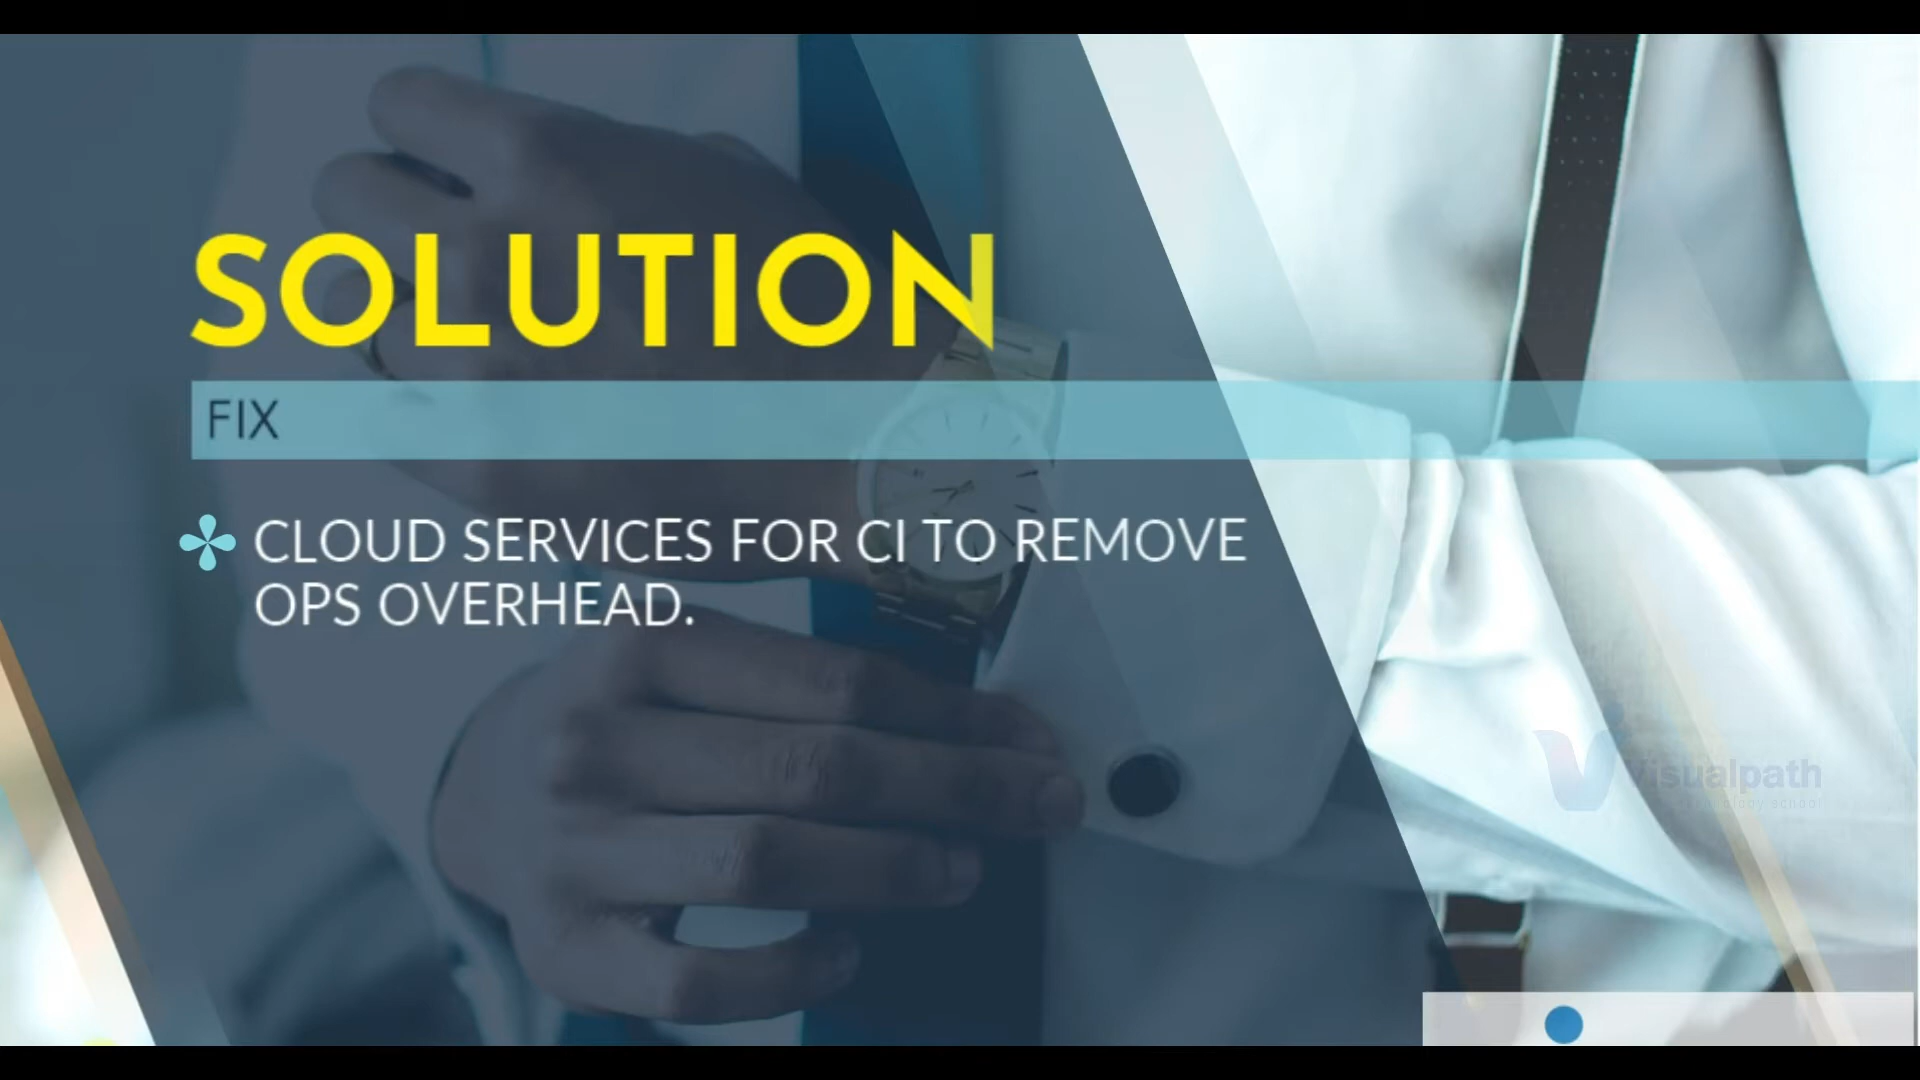 SOLUTION
FIX
CLOUD SERVICES FOR CI TO REMOVE
OPS OVERHEAD.
Visualpath